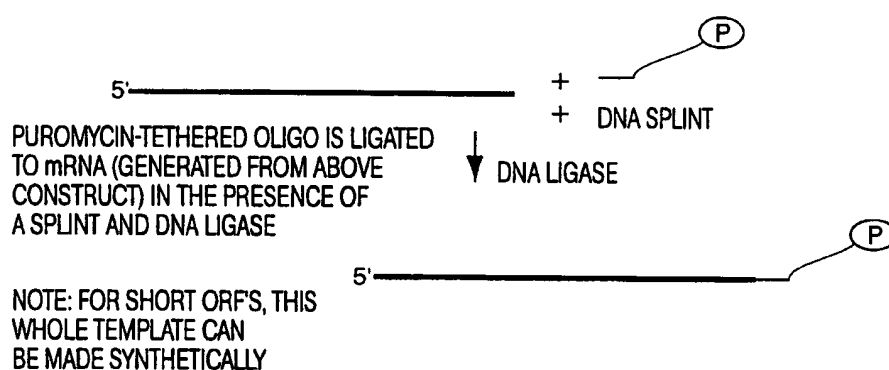 P
5'
+
+ DNA SPLINT
PUROMYCIN-TETHERED OLIGO IS LIGATED
TO mRNA (GENERATED FROM ABOVE
CONSTRUCT) IN THE PRESENCE OF
A SPLINT AND DNA LIGASE
DNA LIGASE
P
5'
NOTE: FOR SHORT ORF'S, THIS
WHOLE TEMPLATE CAN
BE MADE SYNTHETICALLY